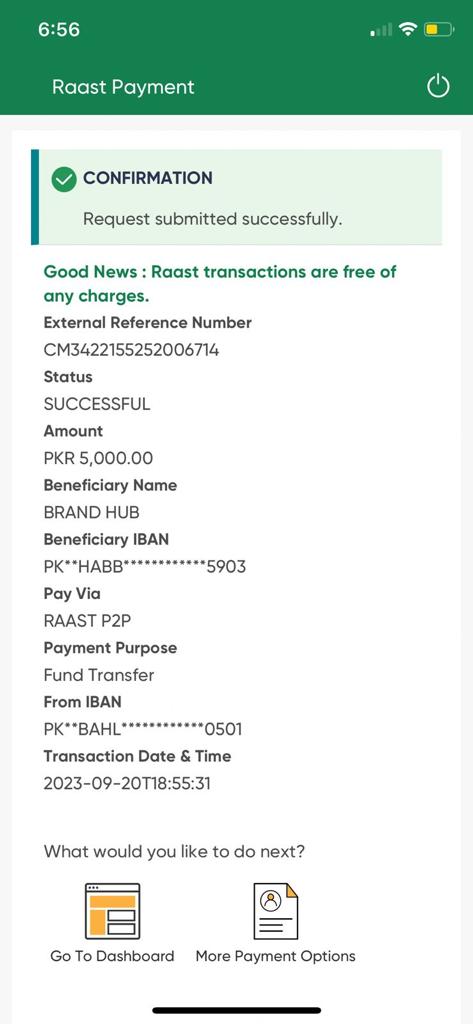 6:56
Raast Payment
CONFIRMATION
Request submitted successfully.
Good News : Raast transactions are free of
any charges.
External Reference Number
CM3422155252006714
Status
SUCCESSFUL
Amount
PKR 5,000.00
Beneficiary Name
BRAND HUB
Beneficiary IBAN
PK**HABB************5903
Pay Via
RAAST P2P
Payment Purpose
Fund Transfer
From IBAN
PK**BAHL************0501
Transaction Date & Time
2023-09-20T18:55:31
What would you like to do next?
Go To Dashboard
More Payment Options